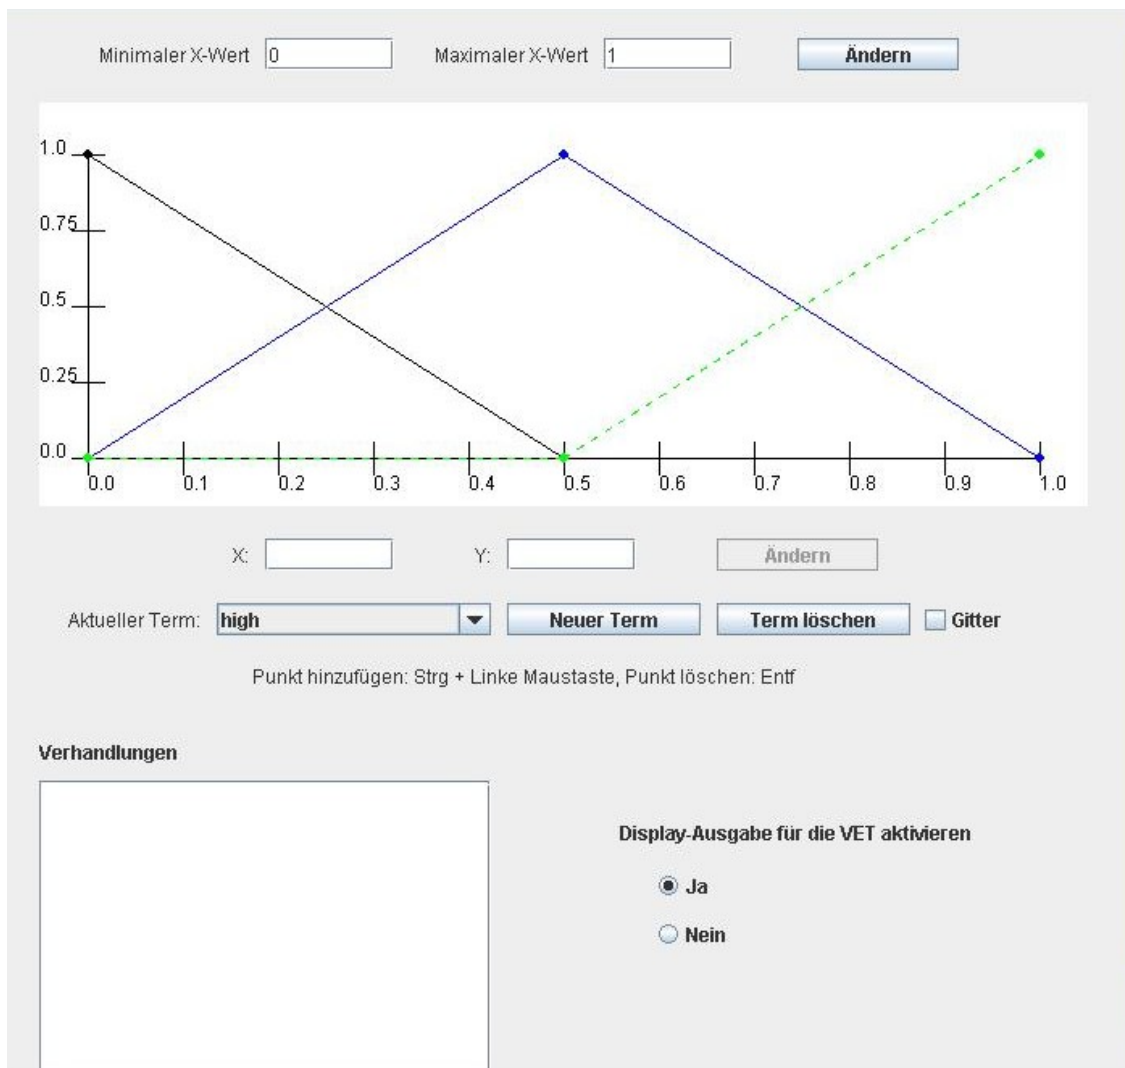 Minimaler X-Wert 0 Maximaler X-Wert 1 Ändern
1.0
0.75
0.5
0.25
0.0
0.0 0.1 0.2 0.3 0.4 0.5 0.6 0.7 0.8 0.9 1.0
X: Y: Ändern
Aktueller Term: high Neuer Term Term löschen Gitter
Punkt hinzufügen: Strg + Linke Maustaste, Punkt löschen: Entf
Verhandlungen
Display-Ausgabe für die VET aktivieren
Ja
Nein